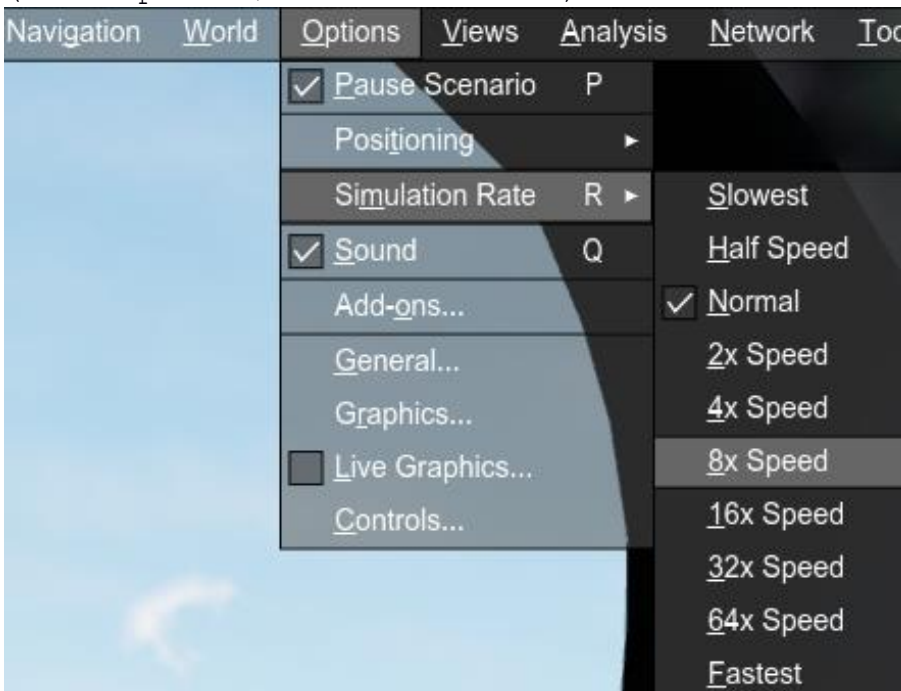 Navigation World Options Views Analysis Network
Pause Scenario P
Positioning
Simulation Rate R
Sound Q
Add-ons...
General...
Graphics...
Live Graphics...
Controls...
Slowest
Half Speed
Normal
2x Speed
4x Speed
8x Speed
16x Speed
32x Speed
64x Speed
Fastest